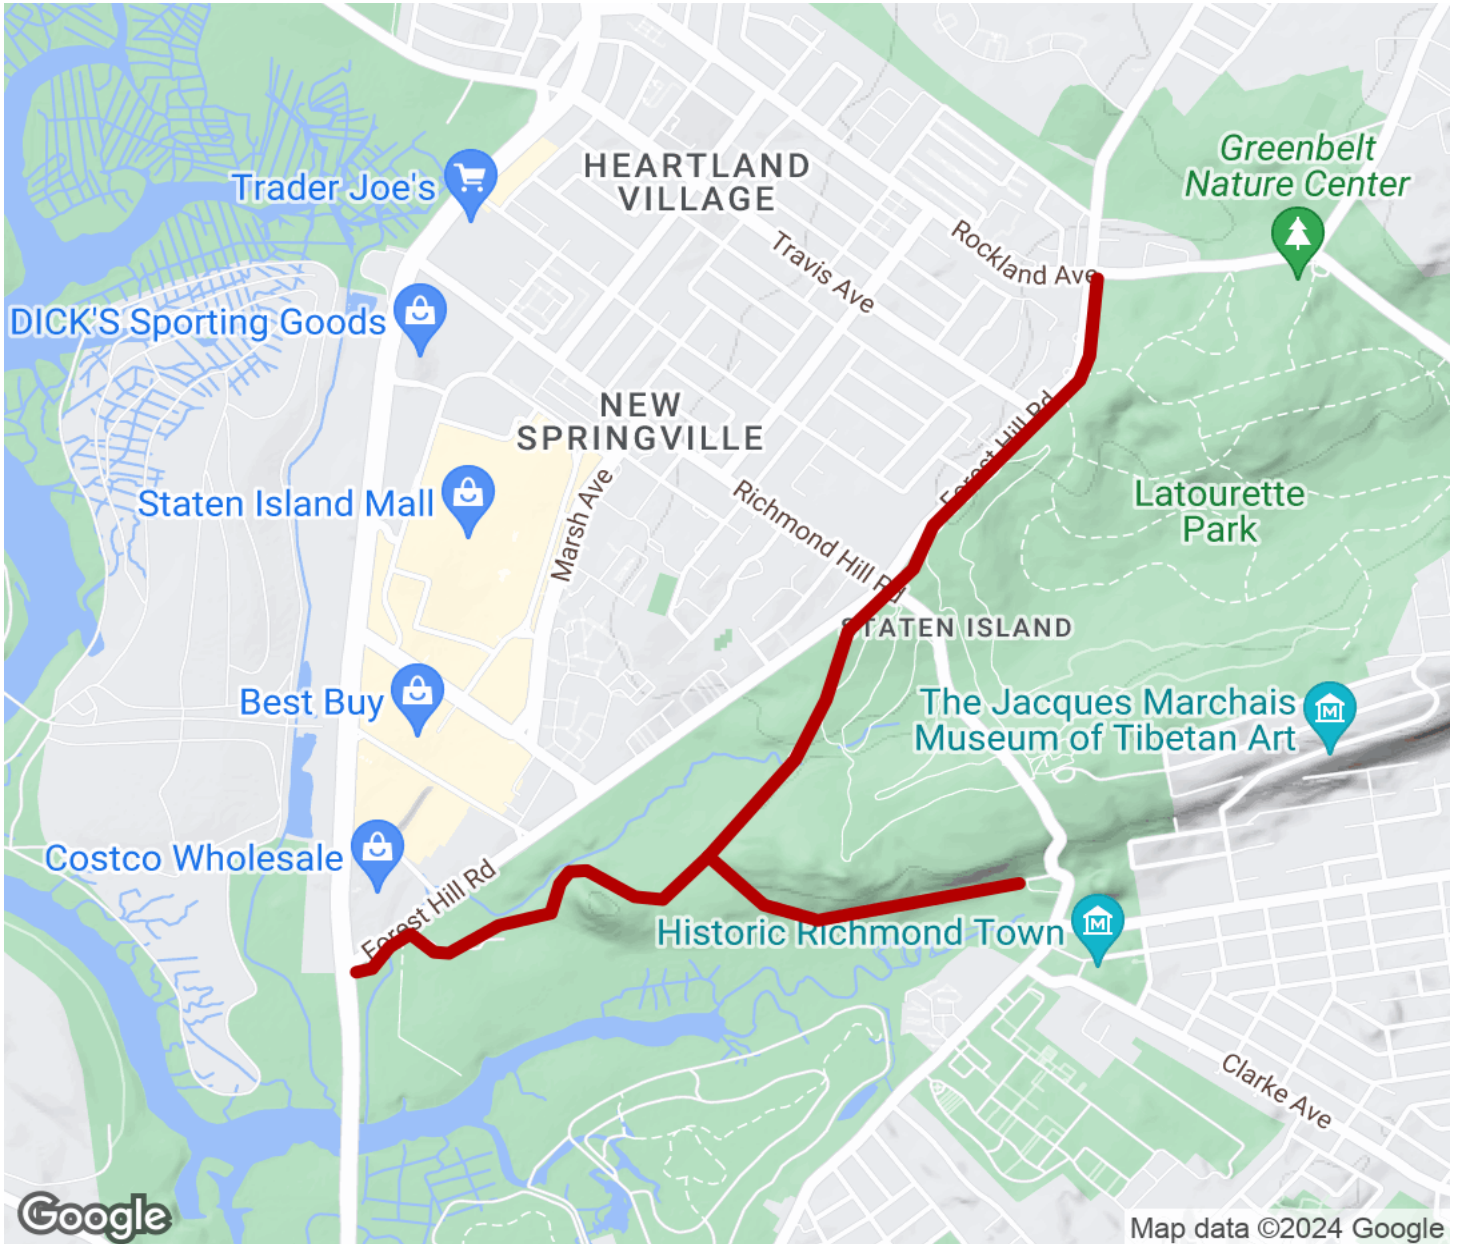 Greenbelt
Nature Center
HEARTLAND
VILLAGE
Trader Joe's
Rockland Ave
Travis Ave
DICK'S Sporting Goods
NEW
SPRINGVILLE
Forest Hill Rd
Staten Island Mall
Marsh Ave
Richmond Hill Rd
Latourette
Park
STATEN ISLAND
Best Buy
The Jacques Marchais
Museum of Tibetan Art
Costco Wholesale
Forest Hill Rd
Historic Richmond Town
Clarke Ave
Google
Map data ©2024 Google